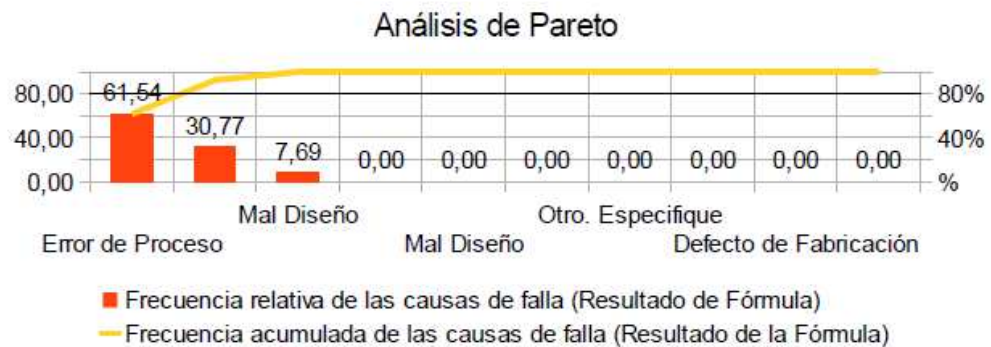 Análisis de Pareto
80,00 61,54 80%
30,77
40,00 7,69 40%
0,00 0,00 0,00 0,00 0,00 0,00 0,00
0,00 %
Mal Diseño Otro. Especifique
Error de Proceso Mal Diseño Defecto de Fabricación
Frecuencia relativa de las causas de falla (Resultado de Fórmula)
Frecuencia acumulada de las causas de falla (Resultado de la Fórmula)